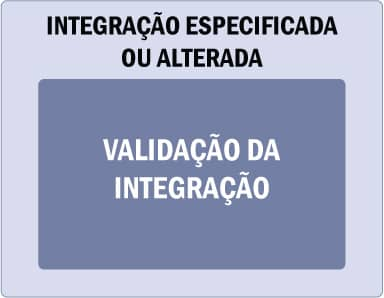 INTEGRAÇÃO ESPECIFICADA
OU ALTERADA
VALIDAÇÃO DA
INTEGRAÇÃO